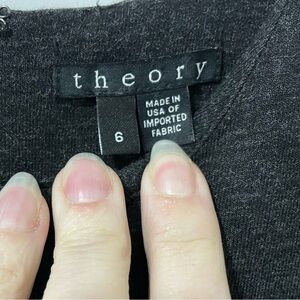 theory
6
MADE IN
USA OF
IMPORTED
FABRIC